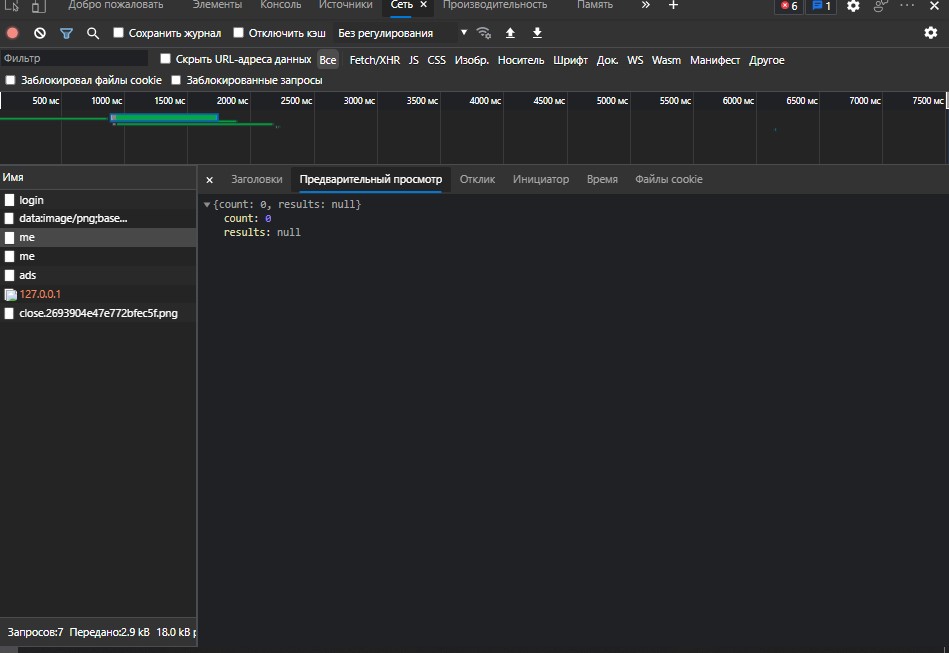 Добро пожаловать Элементы Консоль Источники Сеть × Производительность Память » + 6 1 ··· ×
Сохранить журнал Отключить кэш Без регулирования ▼
Фильтр Скрыть URL-адреса данных Все Fetch/XHR JS CSS Изобр. Носитель Шрифт Док. WS Wasm Манифест Другое
Заблокировал файлы cookie Заблокированные запросы
500 мс 1000 мс 1500 мс 2000 мс 2500 мс 3000 мс 3500 мс 4000 мс 4500 мс 5000 мс 5500 мс 6000 мс 6500 мс 7000 мс 7500 мс
Имя
× Заголовки Предварительный просмотр Отклик Инициатор Время Файлы cookie
login
data:image/png;base...
me
me
ads
127.0.0.1
close.2693904e47e772bfec5f.png
{count: 0, results: null}
count: 0
results: null
Запросов:7 Передано:2.9 kB 18.0 kB р